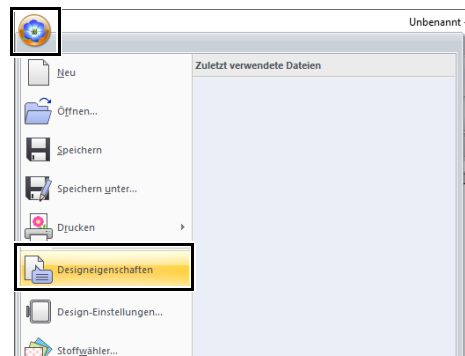 Unbenannt -
Neu
Zuletzt verwendete Dateien
Öffnen...
Speichern
Speichern unter...
Drucken
Designeigenschaften
Design-Einstellungen...
Stoffwähler...